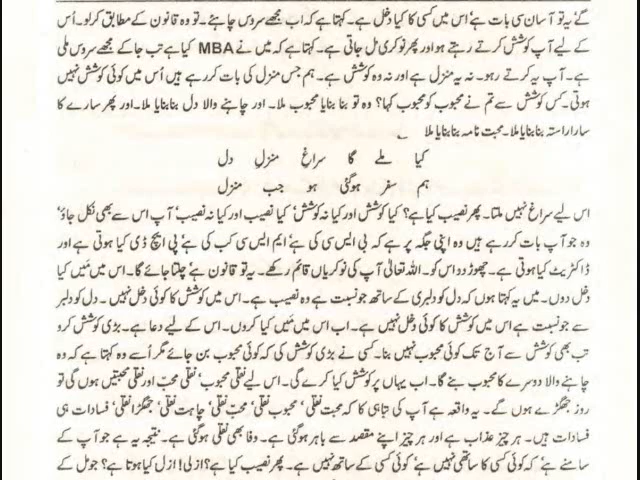 گے' یہ تو آسان سی بات ہے' اس میں کسی کا کیا دخل ہے۔ کہتا ہے کہ اب مجھے سروس چاہئے۔ تو وہ قانون کے مطابق کر لو۔ اُس
کے لیے آپ کوشش کرتے رہتے ہو اور پھر نوکری مل جاتی ہے۔ کہتا ہے کہ میں نے MBA کیا ہے تب جا کے مجھے سروس ملی
ہے۔ آپ یہ کرتے رہو۔ نہ یہ منزل ہے اور نہ وہ کوشش ہے۔ ہم جس منزل کی بات کر رہے ہیں اُس میں کوئی کوشش نہیں
ہوتی۔ کس کوشش سے تم نے محبوب کو محبوب کہا؟ وہ تو بنا بنایا محبوب ملا۔ اور چاہنے والا دل بنا بنایا ملا۔ اور پھر سارے کا
سارا راستہ بنا بنایا ملا۔ محبت نامہ بنا بنایا ملا
کیا ملے گا سراغِ منزلِ دل
ہم سفر ہوگئی ہو جب منزل
اس لیے سراغ نہیں ملتا۔ پھر نصیب کیا ہے؟ کیا کوشش اور کیا نہ کوشش' کیا نصیب اور کیا نہ نصیب' آپ اس سے بھی نکل جاؤ'
وہ جو آپ بات کر رہے ہیں وہ اپنی جگہ پر ہے کہ بی ایس سی کی ہے' ایم ایس سی کب کی ہے' پی ایچ ڈی کیا ہوتی ہے اور
ڈاکٹریٹ کیا ہوتی ہے۔ چھوڑ دو اس کو۔ اللہ تعالیٰ آپ کی نوکریاں قائم رکھے۔ یہ تو قانون ہے' چلتا جائے گا۔ اس میں مَیں کیا
دخل دوں۔ میں یہ کہتا ہوں کہ دل کو دلبری کے ساتھ جو نسبت ہے وہ نصیب ہے۔ اس میں کوشش کا کوئی دخل نہیں۔ دل کو دلبر
سے جو نسبت ہے اس میں کوشش کا کوئی دخل نہیں ہے۔ اب اس میں مَیں کیا کروں۔ اس کے لیے دعا ہے۔ بڑی کوشش کرو
تب بھی کوشش سے آج تک کوئی محبوب نہیں بنا۔ کسی نے بڑی کوشش کی کہ کوئی محبوب بن جائے مگر اُسے وہ کہتا ہے کہ وہ
چاہنے والا دوسرے کا محبوب بنے گا۔ اب یہاں پر کوشش کیا کرے گی۔ اس لیے نقلی محبوب' نقلی محبّ اور نقلی محبتیں ہوں گی تو
روز جھگڑے ہوں گے۔ یہ واقعہ ہے آپ کی تباہی کا کہ محبت نقلی' محبوب نقلی' محبّ نقلی' چاہت نقلی' جھگڑا نقلی' فسادات ہی
فسادات ہیں۔ ہر چیز عذاب ہے اور ہر چیز اپنے مقصد سے باہر ہوگئی ہے۔ وفا بھی نقلی ہوگئی ہے۔ نتیجہ یہ ہے جو آپ کے
سامنے ہے' کہ کوئی کسی کا ساتھی نہیں ہے' کوئی کسی کے ساتھ نہیں ہے۔ پھر نصیب کیا ہے؟ ازلی! ازل کیا ہوتا ہے؟ جو مل کے